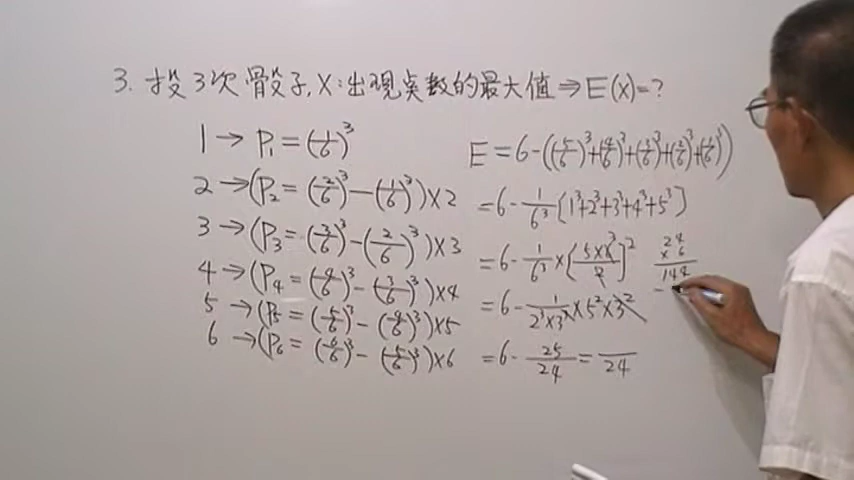 3. 投3次骰子, X:出現点数的最大值 ⇒ E(X)=?
1 → P₁ = (1/6)³
2 → (P₂ = (2/6)³ − (1/6)³)×2
3 → (P₃ = (3/6)³ − (2/6)³)×3
4 → (P₄ = (4/6)³ − (3/6)³)×4
5 → (P₅ = (5/6)³ − (4/6)³)×5
6 → (P₆ = (6/6)³ − (5/6)³)×6
E = 6 − ((5/6)³+(4/6)³+(3/6)³+(2/6)³+(1/6)³)
= 6 − 1/6³ [1³+2³+3³+4³+5³]
= 6 − 1/6³ × [5×6/2]²
3
= 6 − 1/(2³×3³) × 5² × 3²
= 6 − 25/24 = /24
24
× 6
144
−